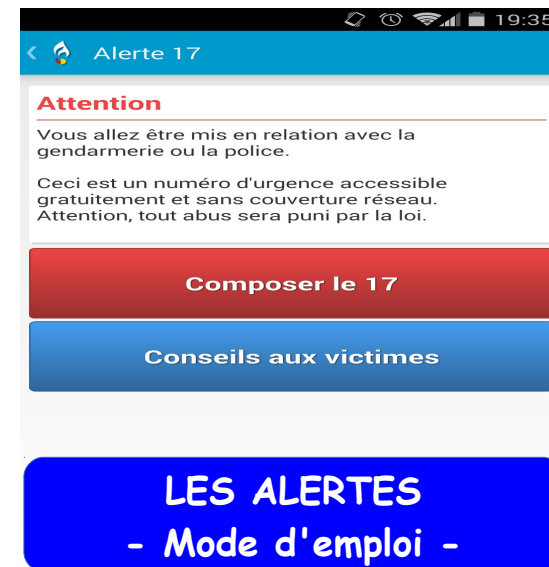 19:35
Alerte 17
Attention
Vous allez être mis en relation avec la
gendarmerie ou la police.
Ceci est un numéro d'urgence accessible
gratuitement et sans couverture réseau.
Attention, tout abus sera puni par la loi.
Composer le 17
Conseils aux victimes
LES ALERTES
- Mode d'emploi -